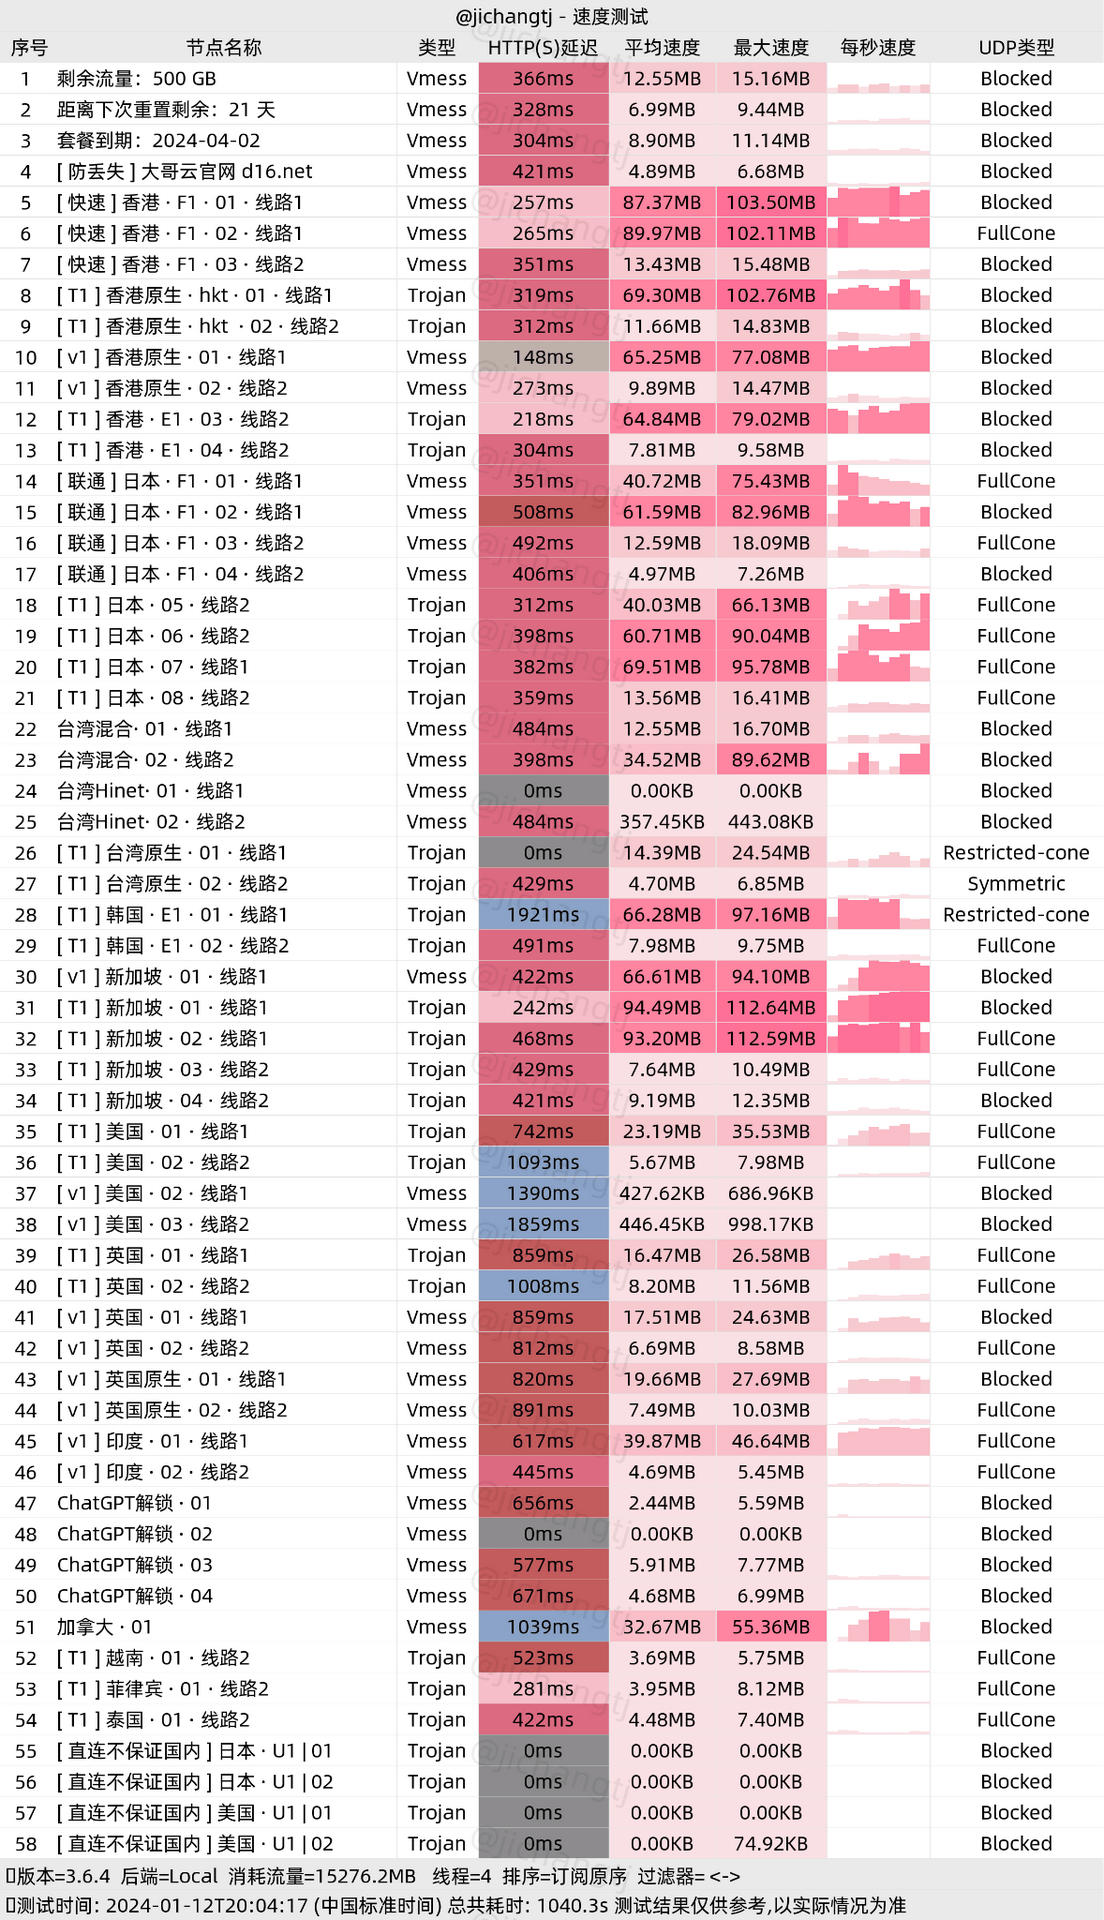 @jichangtj - 速度测试
序号 节点名称 类型 HTTP(S)延迟 平均速度 最大速度 每秒速度 UDP类型
1 剩余流量：500 GB Vmess 366ms 12.55MB 15.16MB Blocked
2 距离下次重置剩余：21 天 Vmess 328ms 6.99MB 9.44MB Blocked
3 套餐到期：2024-04-02 Vmess 304ms 8.90MB 11.14MB Blocked
4 [ 防丢失 ] 大哥云官网 d16.net Vmess 421ms 4.89MB 6.68MB Blocked
5 [ 快速 ] 香港 · F1 · 01 · 线路1 Vmess 257ms 87.37MB 103.50MB Blocked
6 [ 快速 ] 香港 · F1 · 02 · 线路1 Vmess 265ms 89.97MB 102.11MB FullCone
7 [ 快速 ] 香港 · F1 · 03 · 线路2 Vmess 351ms 13.43MB 15.48MB Blocked
8 [ T1 ] 香港原生 · hkt · 01 · 线路1 Trojan 319ms 69.30MB 102.76MB Blocked
9 [ T1 ] 香港原生 · hkt · 02 · 线路2 Trojan 312ms 11.66MB 14.83MB Blocked
10 [ v1 ] 香港原生 · 01 · 线路1 Vmess 148ms 65.25MB 77.08MB Blocked
11 [ v1 ] 香港原生 · 02 · 线路2 Vmess 273ms 9.89MB 14.47MB Blocked
12 [ T1 ] 香港 · E1 · 03 · 线路2 Trojan 218ms 64.84MB 79.02MB Blocked
13 [ T1 ] 香港 · E1 · 04 · 线路2 Trojan 304ms 7.81MB 9.58MB Blocked
14 [ 联通 ] 日本 · F1 · 01 · 线路1 Vmess 351ms 40.72MB 75.43MB FullCone
15 [ 联通 ] 日本 · F1 · 02 · 线路1 Vmess 508ms 61.59MB 82.96MB Blocked
16 [ 联通 ] 日本 · F1 · 03 · 线路2 Vmess 492ms 12.59MB 18.09MB FullCone
17 [ 联通 ] 日本 · F1 · 04 · 线路2 Vmess 406ms 4.97MB 7.26MB Blocked
18 [ T1 ] 日本 · 05 · 线路2 Trojan 312ms 40.03MB 66.13MB FullCone
19 [ T1 ] 日本 · 06 · 线路2 Trojan 398ms 60.71MB 90.04MB FullCone
20 [ T1 ] 日本 · 07 · 线路1 Trojan 382ms 69.51MB 95.78MB FullCone
21 [ T1 ] 日本 · 08 · 线路2 Trojan 359ms 13.56MB 16.41MB FullCone
22 台湾混合· 01 · 线路1 Vmess 484ms 12.55MB 16.70MB Blocked
23 台湾混合· 02 · 线路2 Vmess 398ms 34.52MB 89.62MB Blocked
24 台湾Hinet· 01 · 线路1 Vmess 0ms 0.00KB 0.00KB Blocked
25 台湾Hinet· 02 · 线路2 Vmess 484ms 357.45KB 443.08KB Blocked
26 [ T1 ] 台湾原生 · 01 · 线路1 Trojan 0ms 14.39MB 24.54MB Restricted-cone
27 [ T1 ] 台湾原生 · 02 · 线路2 Trojan 429ms 4.70MB 6.85MB Symmetric
28 [ T1 ] 韩国 · E1 · 01 · 线路1 Trojan 1921ms 66.28MB 97.16MB Restricted-cone
29 [ T1 ] 韩国 · E1 · 02 · 线路2 Trojan 491ms 7.98MB 9.75MB FullCone
30 [ v1 ] 新加坡 · 01 · 线路1 Vmess 422ms 66.61MB 94.10MB Blocked
31 [ T1 ] 新加坡 · 01 · 线路1 Trojan 242ms 94.49MB 112.64MB Blocked
32 [ T1 ] 新加坡 · 02 · 线路1 Trojan 468ms 93.20MB 112.59MB FullCone
33 [ T1 ] 新加坡 · 03 · 线路2 Trojan 429ms 7.64MB 10.49MB FullCone
34 [ T1 ] 新加坡 · 04 · 线路2 Trojan 421ms 9.19MB 12.35MB Blocked
35 [ T1 ] 美国 · 01 · 线路1 Trojan 742ms 23.19MB 35.53MB FullCone
36 [ T1 ] 美国 · 02 · 线路2 Trojan 1093ms 5.67MB 7.98MB FullCone
37 [ v1 ] 美国 · 02 · 线路1 Vmess 1390ms 427.62KB 686.96KB Blocked
38 [ v1 ] 美国 · 03 · 线路2 Vmess 1859ms 446.45KB 998.17KB Blocked
39 [ T1 ] 英国 · 01 · 线路1 Trojan 859ms 16.47MB 26.58MB FullCone
40 [ T1 ] 英国 · 02 · 线路2 Trojan 1008ms 8.20MB 11.56MB FullCone
41 [ v1 ] 英国 · 01 · 线路1 Vmess 859ms 17.51MB 24.63MB Blocked
42 [ v1 ] 英国 · 02 · 线路2 Vmess 812ms 6.69MB 8.58MB FullCone
43 [ v1 ] 英国原生 · 01 · 线路1 Vmess 820ms 19.66MB 27.69MB Blocked
44 [ v1 ] 英国原生 · 02 · 线路2 Vmess 891ms 7.49MB 10.03MB FullCone
45 [ v1 ] 印度 · 01 · 线路1 Vmess 617ms 39.87MB 46.64MB FullCone
46 [ v1 ] 印度 · 02 · 线路2 Vmess 445ms 4.69MB 5.45MB FullCone
47 ChatGPT解锁 · 01 Vmess 656ms 2.44MB 5.59MB Blocked
48 ChatGPT解锁 · 02 Vmess 0ms 0.00KB 0.00KB Blocked
49 ChatGPT解锁 · 03 Vmess 577ms 5.91MB 7.77MB Blocked
50 ChatGPT解锁 · 04 Vmess 671ms 4.68MB 6.99MB Blocked
51 加拿大 · 01 Vmess 1039ms 32.67MB 55.36MB Blocked
52 [ T1 ] 越南 · 01 · 线路2 Trojan 523ms 3.69MB 5.75MB FullCone
53 [ T1 ] 菲律宾 · 01 · 线路2 Trojan 281ms 3.95MB 8.12MB FullCone
54 [ T1 ] 泰国 · 01 · 线路2 Trojan 422ms 4.48MB 7.40MB FullCone
55 [ 直连不保证国内 ] 日本 · U1 | 01 Trojan 0ms 0.00KB 0.00KB Blocked
56 [ 直连不保证国内 ] 日本 · U1 | 02 Trojan 0ms 0.00KB 0.00KB Blocked
57 [ 直连不保证国内 ] 美国 · U1 | 01 Trojan 0ms 0.00KB 0.00KB Blocked
58 [ 直连不保证国内 ] 美国 · U1 | 02 Trojan 0ms 0.00KB 74.92KB Blocked
版本=3.6.4 后端=Local 消耗流量=15276.2MB 线程=4 排序=订阅原序 过滤器= <->
测试时间: 2024-01-12T20:04:17 (中国标准时间) 总共耗时: 1040.3s 测试结果仅供参考,以实际情况为准